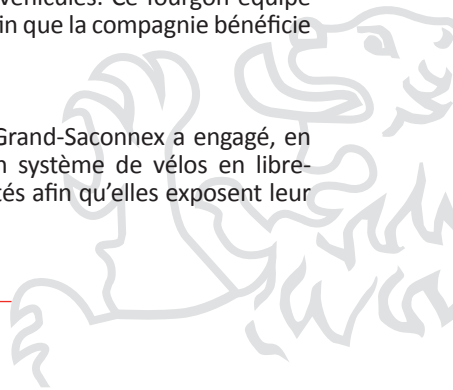 véhicules. Ce fourgon équipé
fin que la compagnie bénéficie
Grand-Saconnex a engagé, en
n système de vélos en libre-
tés afin qu'elles exposent leur